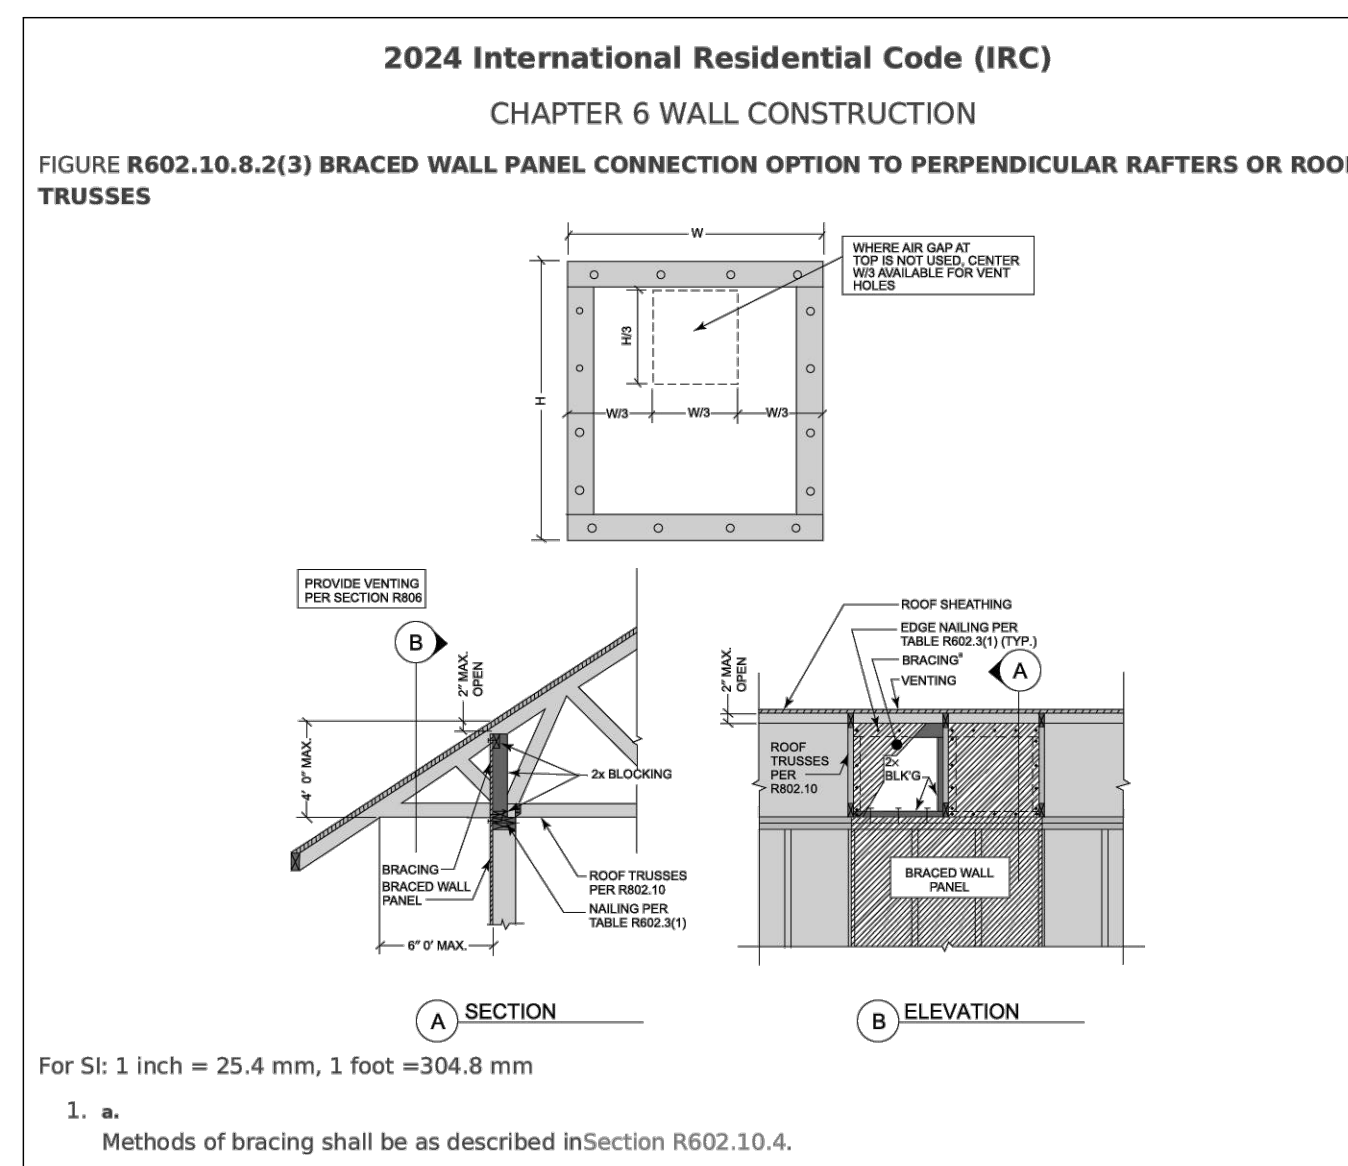 2024 International Residential Code (IRC)
CHAPTER 6 WALL CONSTRUCTION
FIGURE R602.10.8.2(3) BRACED WALL PANEL CONNECTION OPTION TO PERPENDICULAR RAFTERS OR ROO
TRUSSES
W
WHERE AIR GAP AT
TOP IS NOT USED, CENTER
W/3 AVAILABLE FOR VENT
HOLES
H/3
H
W/3
W/3
W/3
PROVIDE VENTING
PER SECTION R806
B
2" MAX.
OPEN
4' 0" MAX.
2x BLOCKING
BRACING
BRACED WALL
PANEL
ROOF TRUSSES
PER R802.10
NAILING PER
TABLE R602.3(1)
6" 0' MAX.
A SECTION
ROOF SHEATHING
EDGE NAILING PER
TABLE R602.3(1) (TYP.)
BRACINGª
VENTING
A
2" MAX.
OPEN
ROOF
TRUSSES
PER
R802.10
2x
BLK'G
BRACED WALL
PANEL
B ELEVATION
For SI: 1 inch = 25.4 mm, 1 foot =304.8 mm
1. a.
Methods of bracing shall be as described inSection R602.10.4.